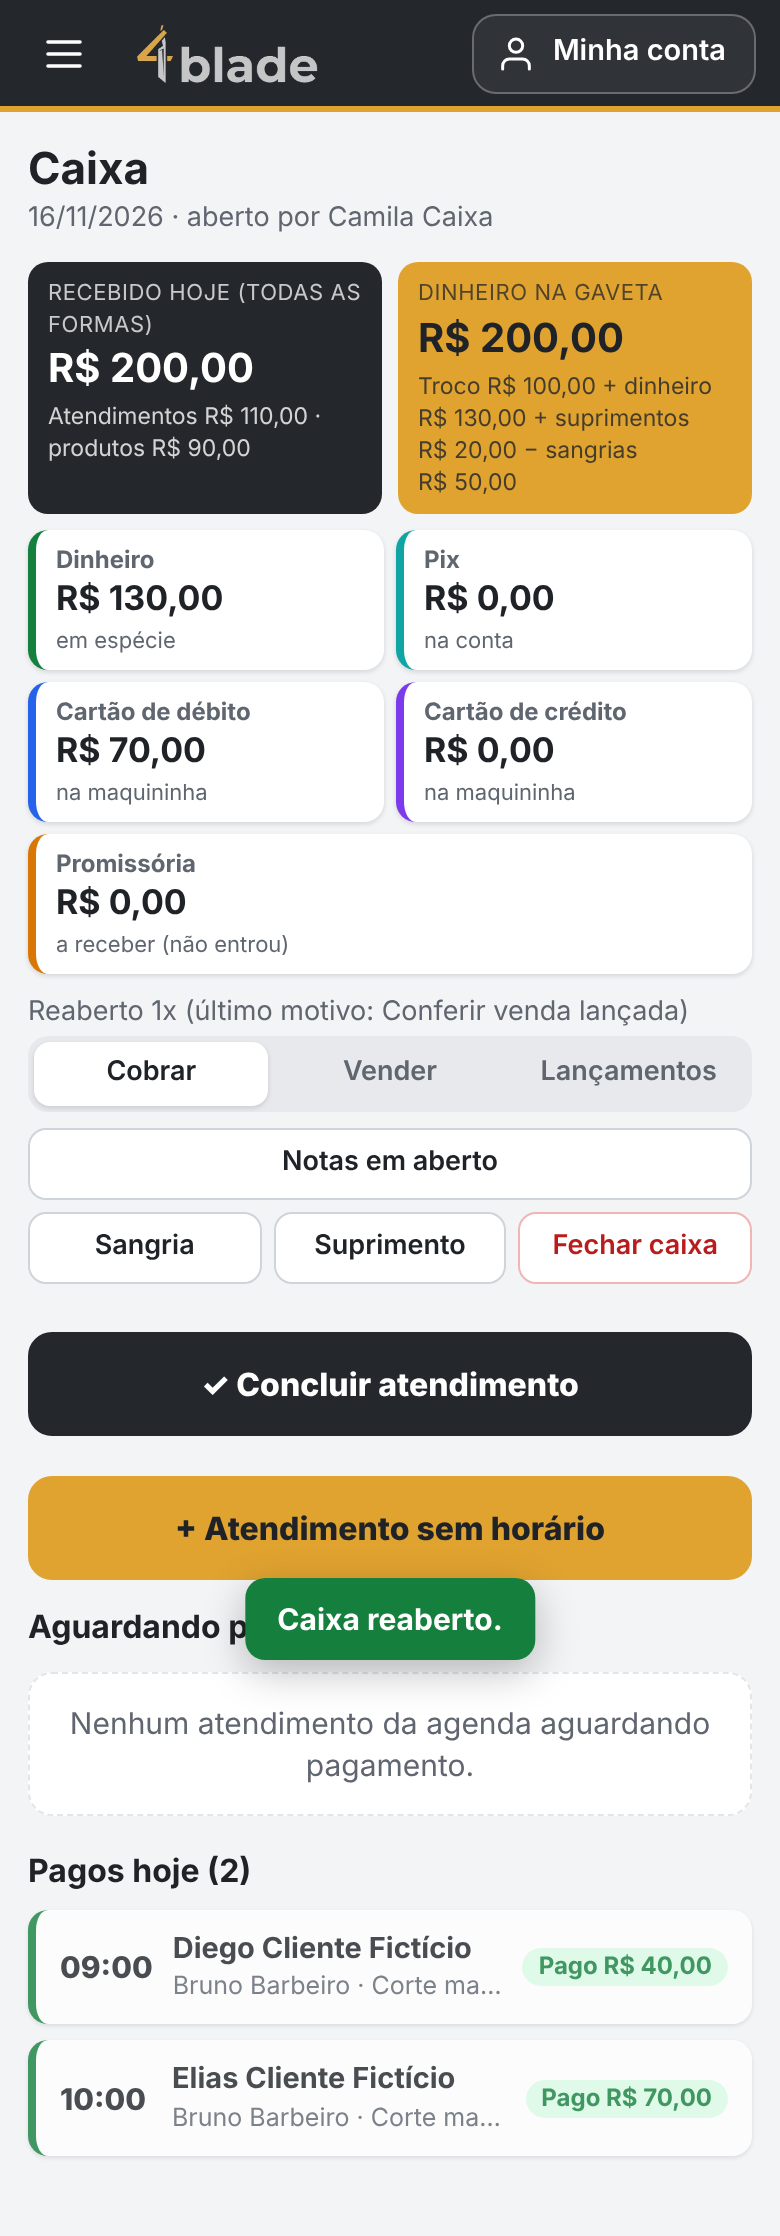 4blade
Minha conta
Caixa
16/11/2026 · aberto por Camila Caixa
RECEBIDO HOJE (TODAS AS
FORMAS)
R$ 200,00
Atendimentos R$ 110,00 ·
produtos R$ 90,00
DINHEIRO NA GAVETA
R$ 200,00
Troco R$ 100,00 + dinheiro
R$ 130,00 + suprimentos
R$ 20,00 − sangrias
R$ 50,00
Dinheiro
R$ 130,00
em espécie
Pix
R$ 0,00
na conta
Cartão de débito
R$ 70,00
na maquininha
Cartão de crédito
R$ 0,00
na maquininha
Promissória
R$ 0,00
a receber (não entrou)
Reaberto 1x (último motivo: Conferir venda lançada)
Cobrar
Vender
Lançamentos
Notas em aberto
Sangria
Suprimento
Fechar caixa
✓ Concluir atendimento
+ Atendimento sem horário
Aguardando p
Caixa reaberto.
Nenhum atendimento da agenda aguardando
pagamento.
Pagos hoje (2)
09:00
Diego Cliente Fictício
Bruno Barbeiro · Corte ma...
Pago R$ 40,00
10:00
Elias Cliente Fictício
Bruno Barbeiro · Corte ma...
Pago R$ 70,00